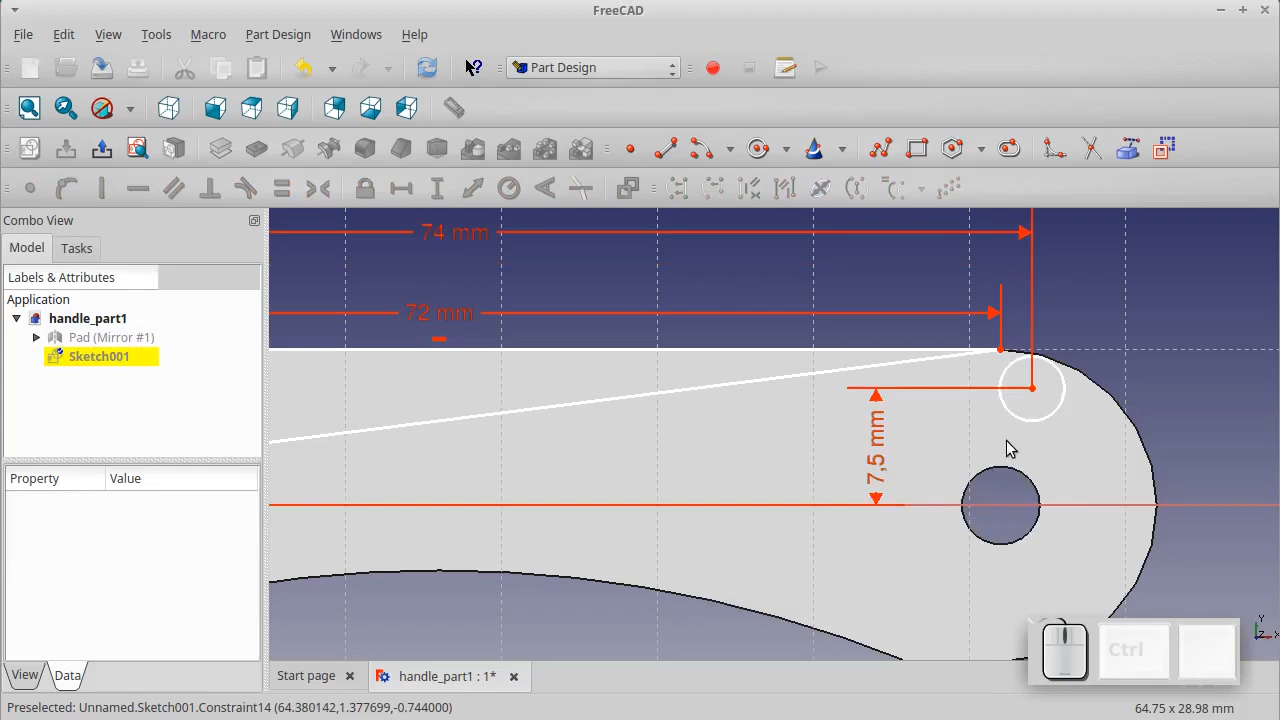 FreeCAD
File Edit View Tools Macro Part Design Windows Help
Part Design
Combo View
Model Tasks
Labels & Attributes
Application
handle_part1
Pad (Mirror #1)
Sketch001
Property Value
View Data
74 mm
72 mm
7,5 mm
Y
Z X
Ctrl
Start page
handle_part1 : 1*
Preselected: Unnamed.Sketch001.Constraint14 (64.380142,1.377699,-0.744000)
64.75 x 28.98 mm